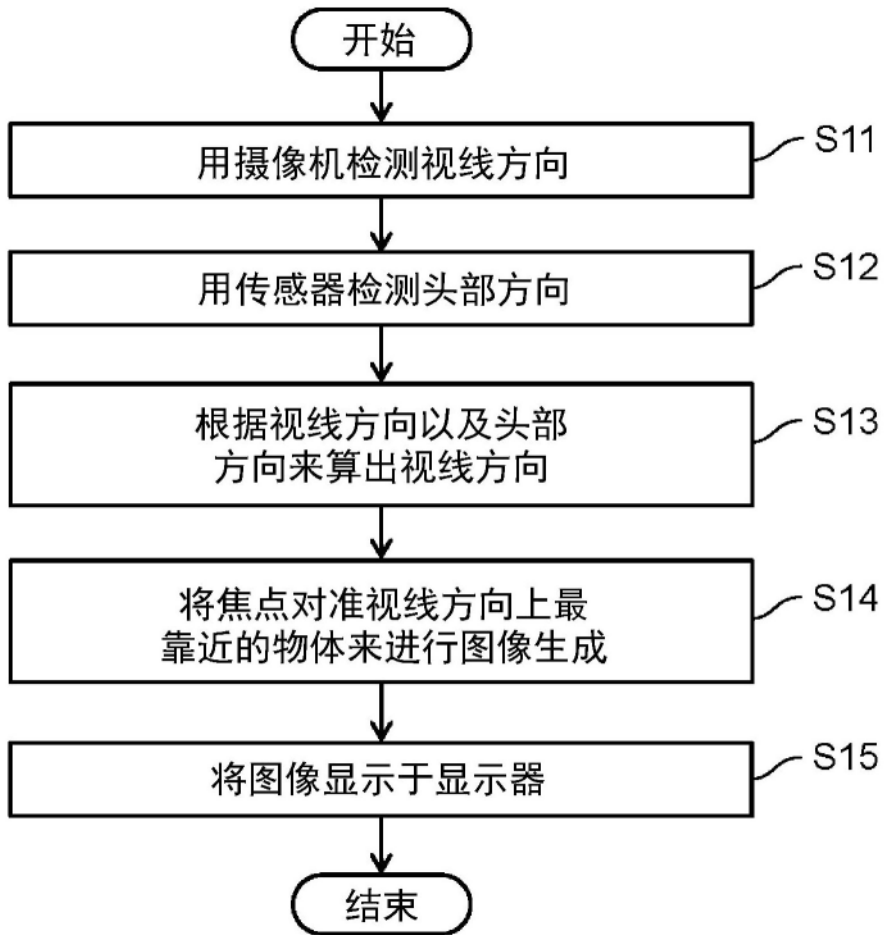 开始
用摄像机检测视线方向
S11
用传感器检测头部方向
S12
根据视线方向以及头部
方向来算出视线方向
S13
将焦点对准视线方向上最
靠近的物体来进行图像生成
S14
将图像显示于显示器
S15
结束